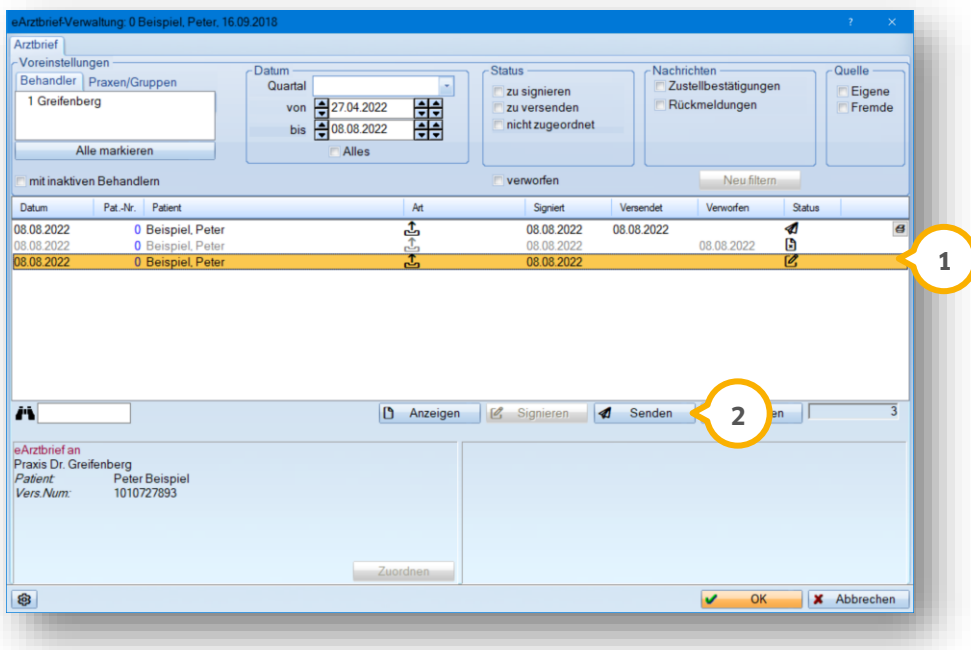 eArztbrief-Verwaltung: 0 Beispiel, Peter, 16.09.2018
?
Arztbrief
Voreinstellungen
Behandler Praxen/Gruppen
1 Greifenberg
Alle markieren
mit inaktiven Behandlern
Datum
Quartal
von 27.04.2022
bis 08.08.2022
Alles
Status
zu signieren
zu versenden
nicht zugeordnet
verworfen
Nachrichten
Zustellbestätigungen
Rückmeldungen
Neu filtern
Quelle
Eigene
Fremde
Datum Pat.-Nr. Patient Art Signiert Versendet Verworfen Status
08.08.2022 0 Beispiel, Peter 08.08.2022 08.08.2022
08.08.2022 0 Beispiel, Peter 08.08.2022 08.08.2022
08.08.2022 0 Beispiel, Peter 08.08.2022
1
Anzeigen Signieren Senden 2 en 3
eArztbrief an
Praxis Dr. Greifenberg
Patient: Peter Beispiel
Vers.Num: 1010727893
Zuordnen
OK Abbrechen